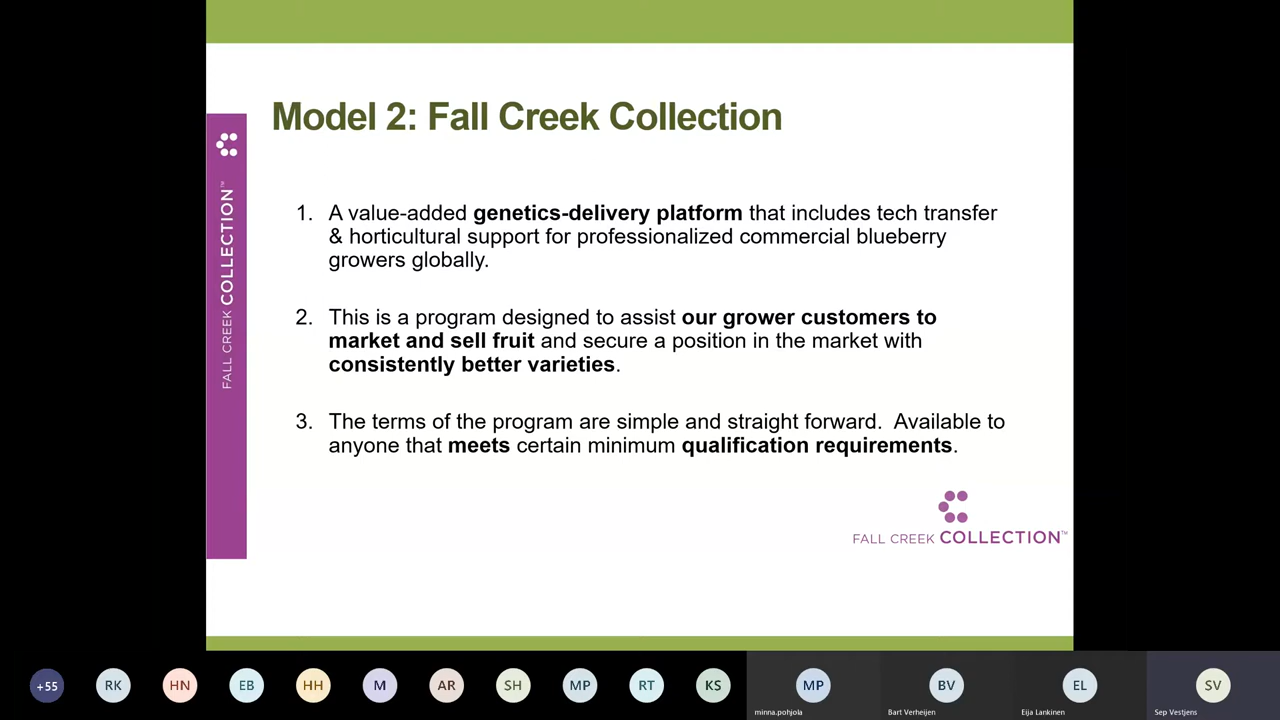 Model 2: Fall Creek Collection
FALL CREEK COLLECTION™
1. A value-added genetics-delivery platform that includes tech transfer
& horticultural support for professionalized commercial blueberry
growers globally.
2. This is a program designed to assist our grower customers to
market and sell fruit and secure a position in the market with
consistently better varieties.
3. The terms of the program are simple and straight forward. Available to
anyone that meets certain minimum qualification requirements.
FALL CREEK COLLECTION™
+55 RK HN EB HH M AR SH MP RT KS MP BV EL SV
minna.pohjola Bart Verheijen Eija Lankinen Sep Vestjens